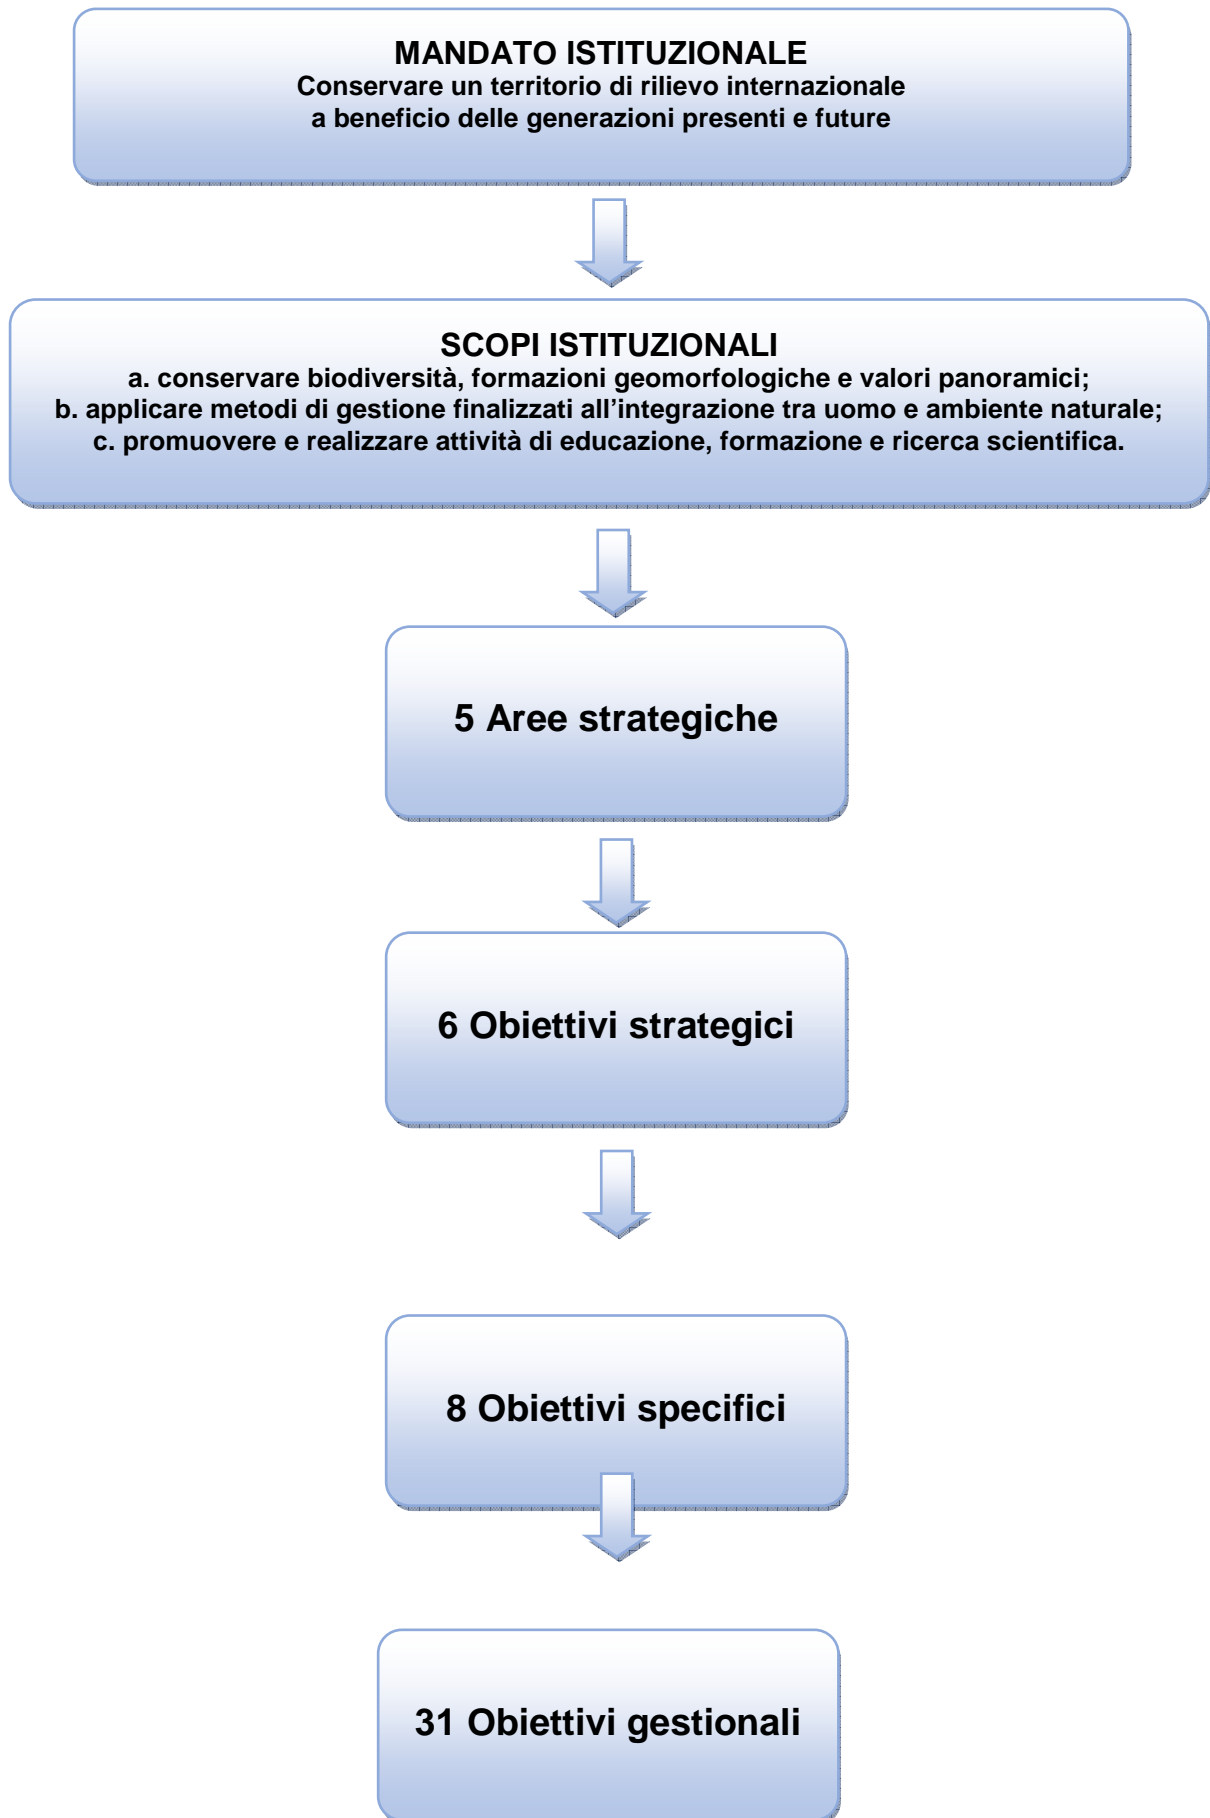 MANDATO ISTITUZIONALE
Conservare un territorio di rilievo internazionale
a beneficio delle generazioni presenti e future
SCOPI ISTITUZIONALI
a. conservare biodiversità, formazioni geomorfologiche e valori panoramici;
b. applicare metodi di gestione finalizzati all’integrazione tra uomo e ambiente naturale;
c. promuovere e realizzare attività di educazione, formazione e ricerca scientifica.
5 Aree strategiche
6 Obiettivi strategici
8 Obiettivi specifici
31 Obiettivi gestionali